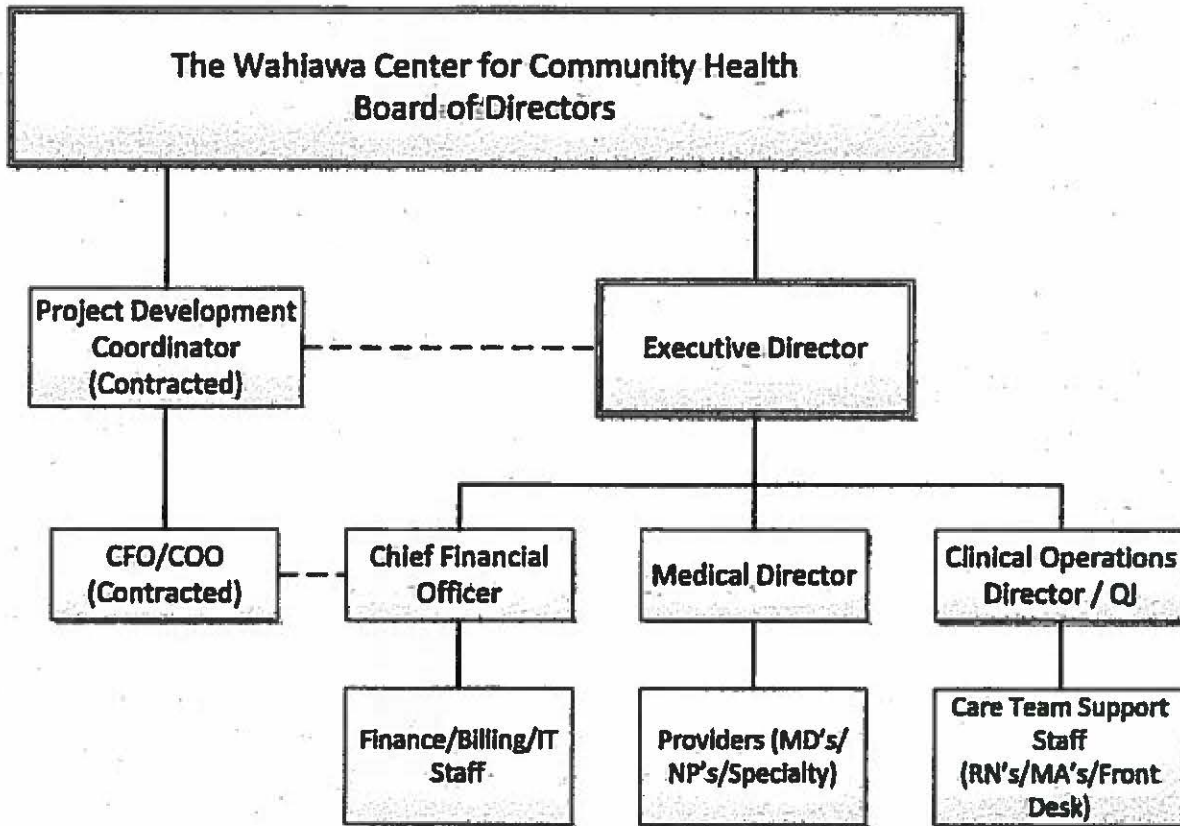 The Wahiawa Center for Community Health
Board of Directors
Project Development
Coordinator
(Contracted)
Executive Director
CFO/COO
(Contracted)
Chief Financial
Officer
Medical Director
Clinical Operations
Director / QI
Finance/Billing/IT
Staff
Providers (MD's/
NP's/Specialty)
Care Team Support
Staff
(RN's/MA's/Front
Desk)